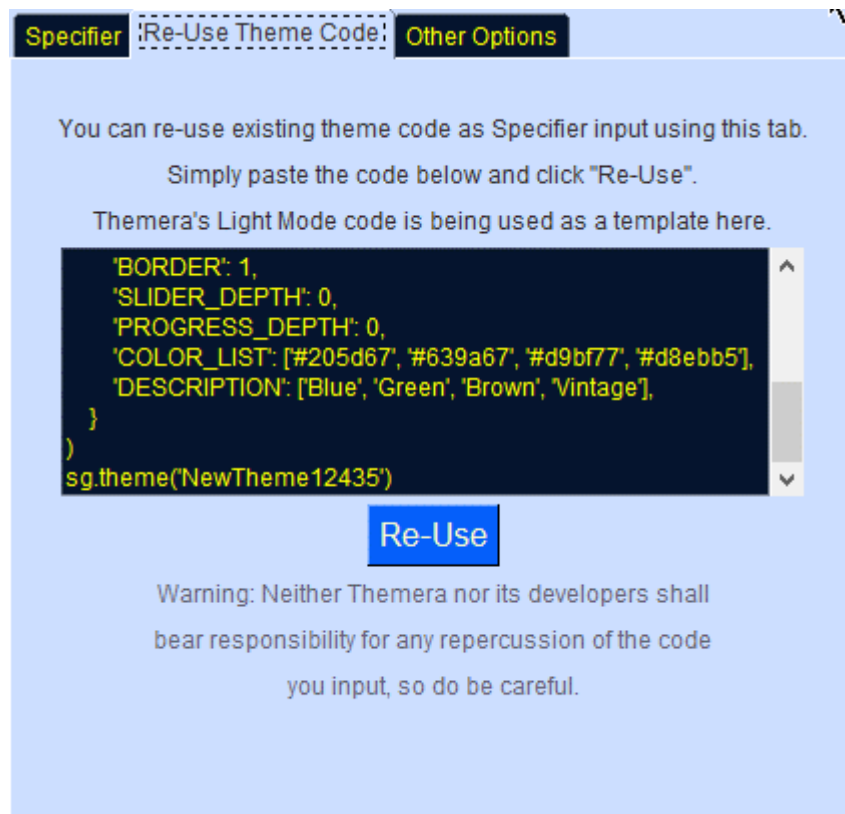 Specifier Re-Use Theme Code Other Options
You can re-use existing theme code as Specifier input using this tab.
Simply paste the code below and click "Re-Use".
Themera's Light Mode code is being used as a template here.
'BORDER': 1,
'SLIDER_DEPTH': 0,
'PROGRESS_DEPTH': 0,
'COLOR_LIST': ['#205d67', '#639a67', '#d9bf77', '#d8ebb5'],
'DESCRIPTION': ['Blue', 'Green', 'Brown', 'Vintage'],
}
)
sg.theme('NewTheme12435')
Re-Use
Warning: Neither Themera nor its developers shall
bear responsibility for any repercussion of the code
you input, so do be careful.